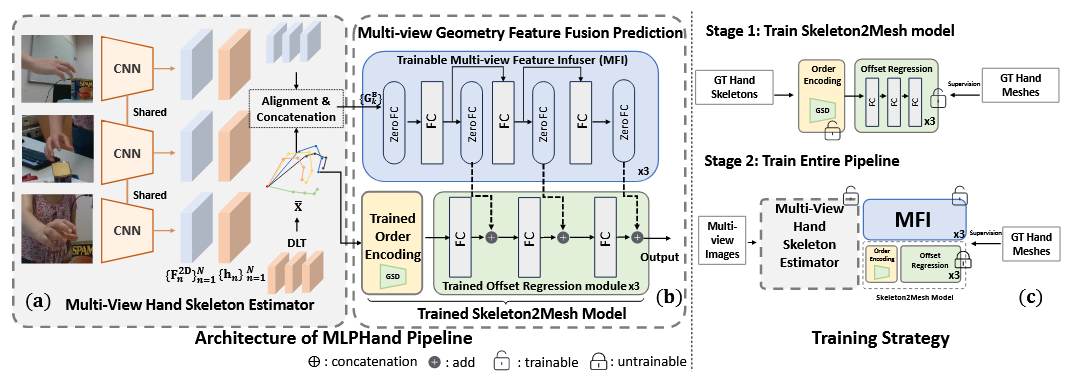 CNN
Shared
CNN
Shared
CNN
Alignment &
Concatenation
X̄
DLT
{F_n^2D}_{n=1}^N {h_n}_{n=1}^N
(a)
Multi-View Hand Skeleton Estimator
Multi-view Geometry Feature Fusion Prediction
Trainable Multi-view Feature Infuser (MFI)
{G_k^B}
Zero FC
FC
Zero FC
FC
Zero FC
FC
Zero FC
x3
Trained
Order
Encoding
GSD
FC
FC
FC
Output
Trained Offset Regression module x3
(b)
Trained Skeleton2Mesh Model
Architecture of MLPHand Pipeline
⊕ : concatenation
+ : add
: trainable
: untrainable
Stage 1: Train Skeleton2Mesh model
GT Hand
Skeletons
Order
Encoding
GSD
Offset Regression
FC
FC
FC
x3
Supervision
GT Hand
Meshes
Stage 2: Train Entire Pipeline
Multi-
view
Images
Multi-View
Hand
Skeleton
Estimator
MFI
x3
Order
Encoding
GSD
Offset
Regression
x3
Skeleton2Mesh Model
Supervision
GT Hand
Meshes
(c)
Training Strategy
SPAM